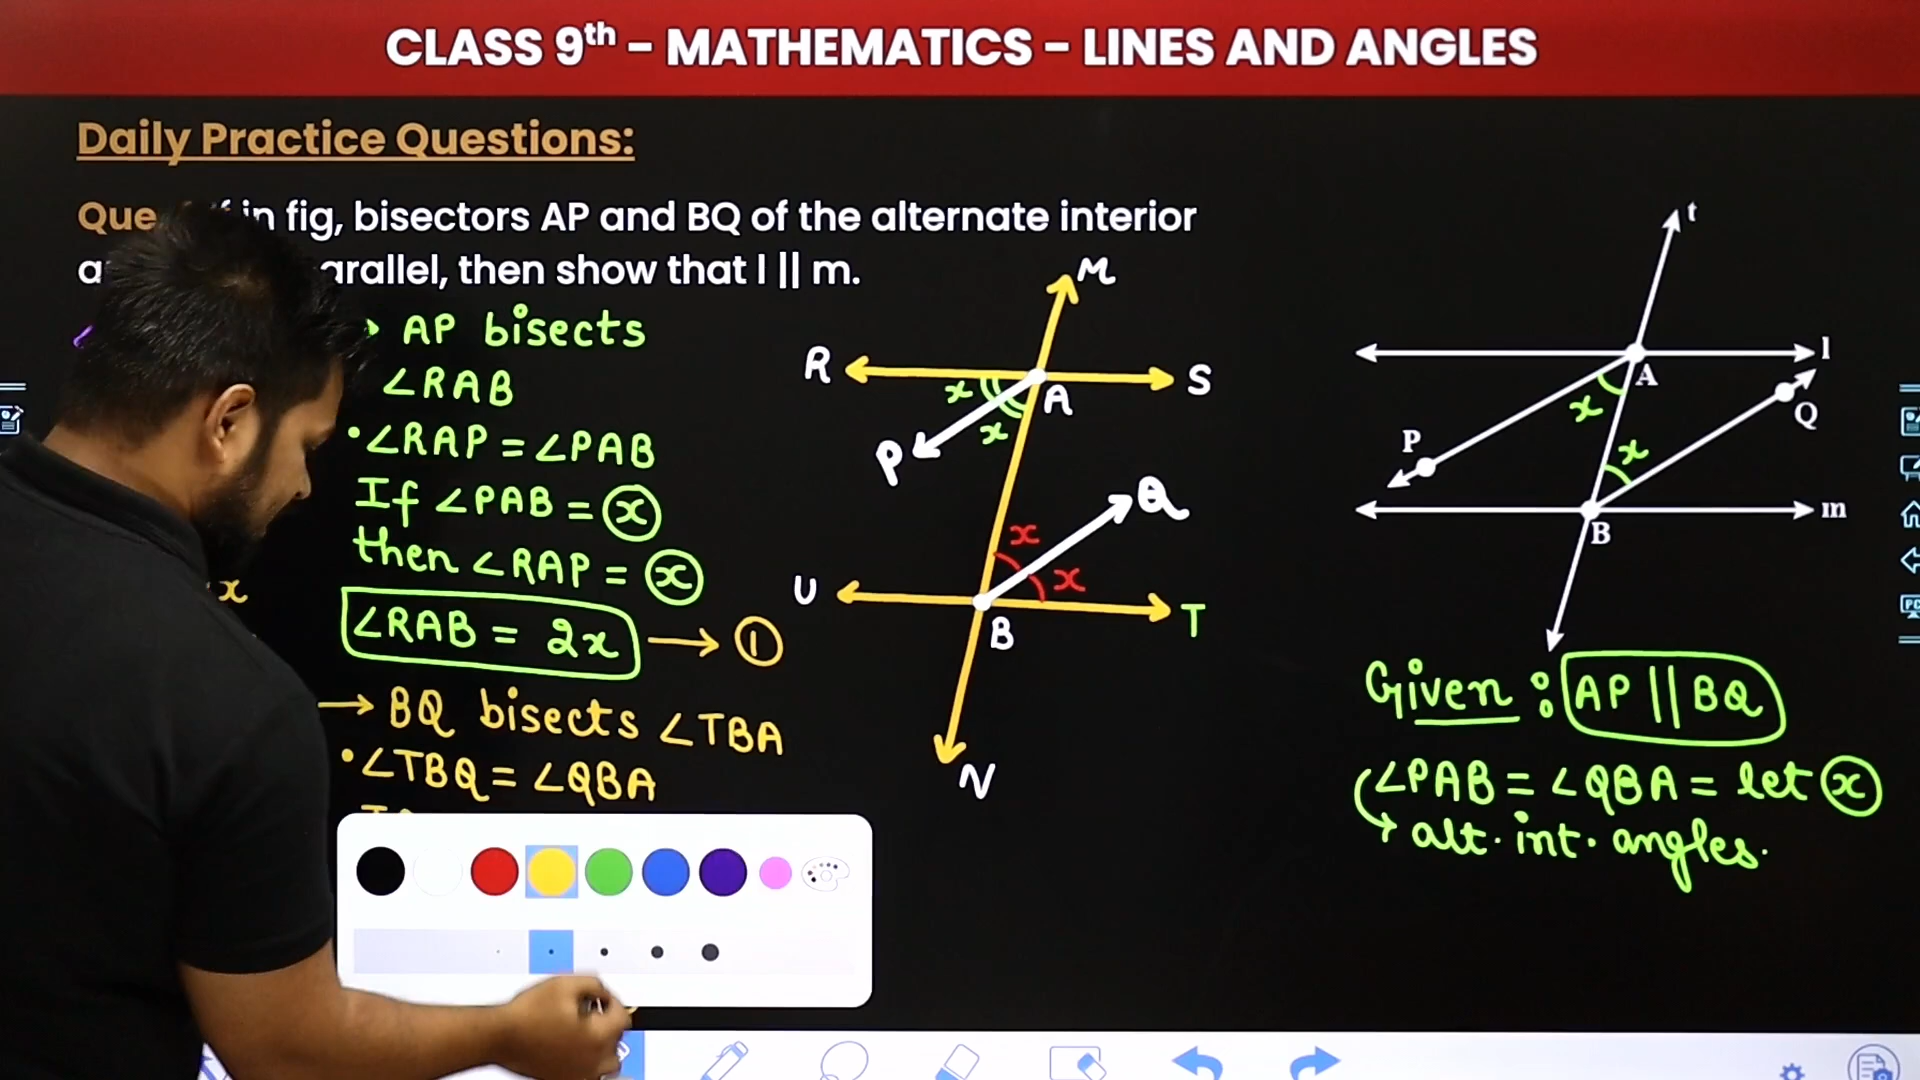 CLASS 9th - MATHEMATICS - LINES AND ANGLES
Daily Practice Questions:
Que in fig, bisectors AP and BQ of the alternate interior
parallel, then show that l || m.
AP bisects
∠RAB
•∠RAP = ∠PAB
If ∠PAB = x
then ∠RAP = x
x
∠RAB = 2x → 1
→ BQ bisects ∠TBA
•∠TBQ = ∠QBA
M
R
S
x
A
x
P
Q
x
x
U
T
B
N
t
l
A
x
Q
P
x
m
B
Given : AP || BQ
∠PAB = ∠QBA = let x
→ alt. int. angles.